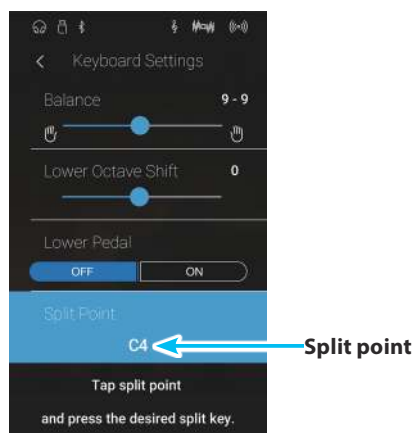 Keyboard Settings
Balance 9 - 9
Lower Octave Shift 0
Lower Pedal
OFF ON
Split Point
C4
Split point
Tap split point
and press the desired split key.